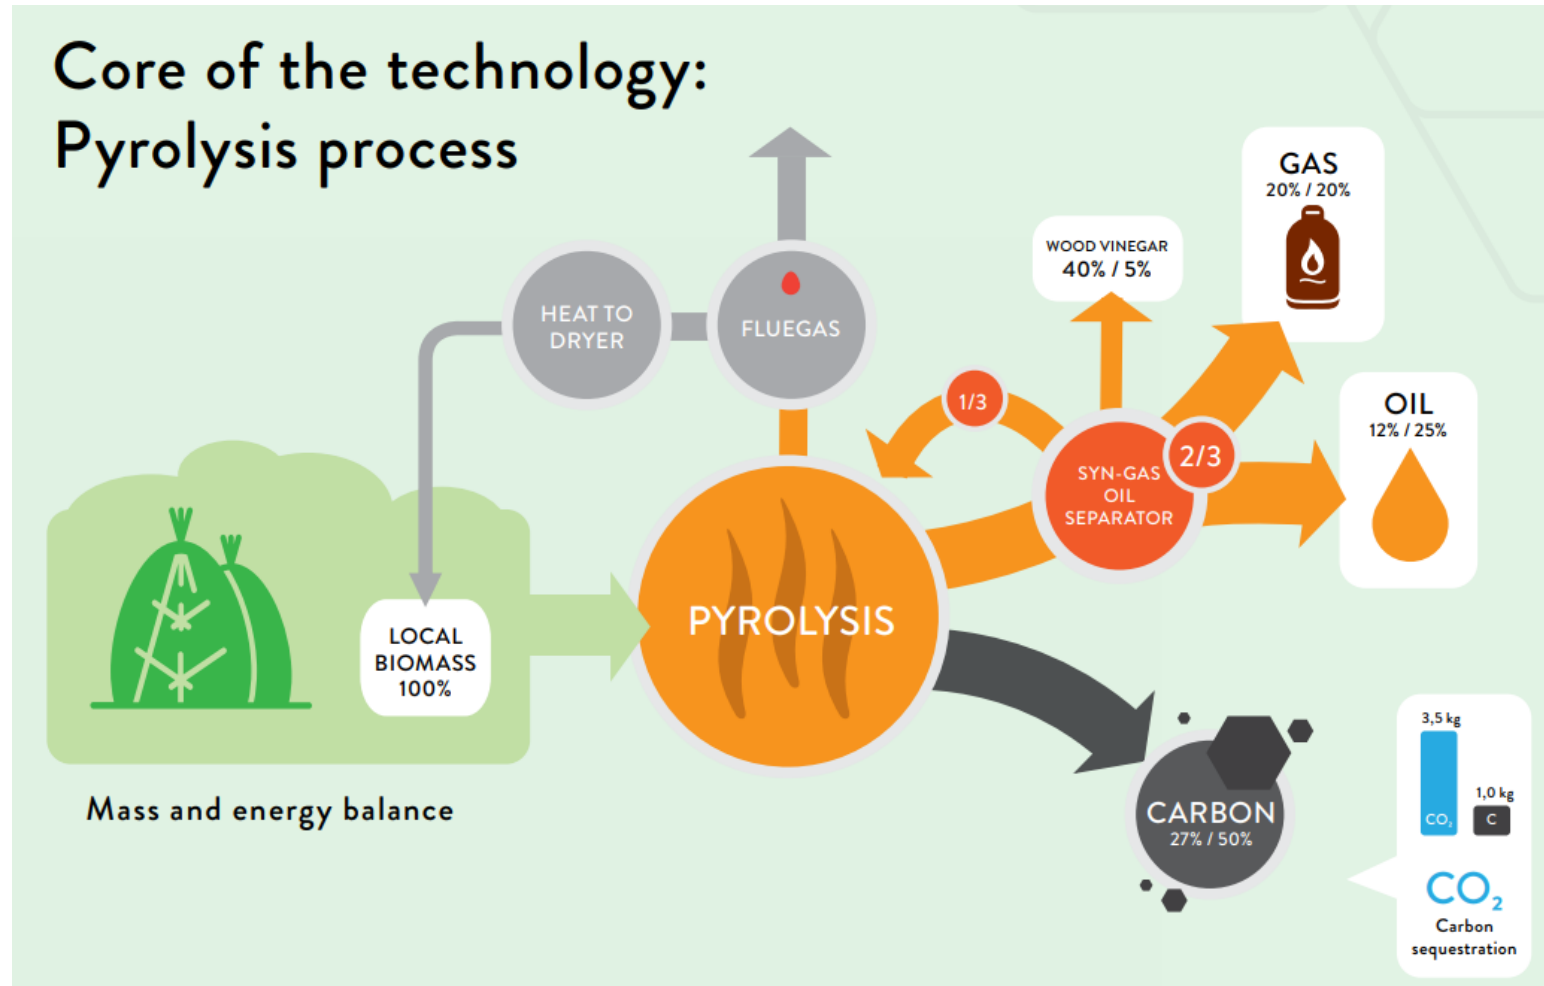 Core of the technology:
Pyrolysis process
GAS
20% / 20%
WOOD VINEGAR
40% / 5%
HEAT TO
DRYER
FLUEGAS
1/3
OIL
12% / 25%
2/3
SYN-GAS
OIL
SEPARATOR
LOCAL
BIOMASS
100%
PYROLYSIS
Mass and energy balance
CARBON
27% / 50%
3,5 kg
1,0 kg
CO₂
C
CO₂
Carbon
sequestration